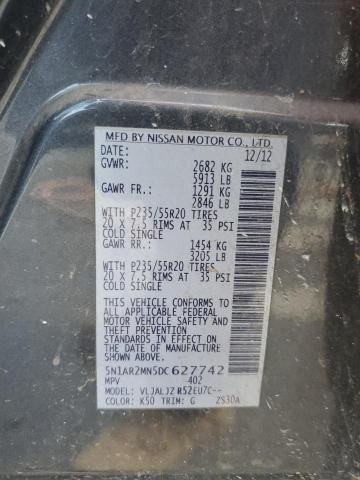 MFD BY NISSAN MOTOR CO., LTD.
DATE: 12/12
GVWR: 2682 KG
5913 LB
GAWR FR: 1291 KG
2846 LB
WITH P235/55R20 TIRES
20 X 7.5 RIMS AT 35 PSI
COLD SINGLE
GAWR RR: 1454 KG
3205 LB
WITH P235/55R20 TIRES
20 X 7.5 RIMS AT 35 PSI
COLD SINGLE
THIS VEHICLE CONFORMS TO
ALL APPLICABLE FEDERAL
MOTOR VEHICLE SAFETY
AND THEFT PREVENTION
STANDARDS IN EFFECT ON
THE DATE OF MANUFACTURE
SHOWN ABOVE.
5N1AR2MN5DC627742
MPV 402
MODEL: VLJALJZ R52EU7C--
COLOR: K50 TRIM: G ZS30A